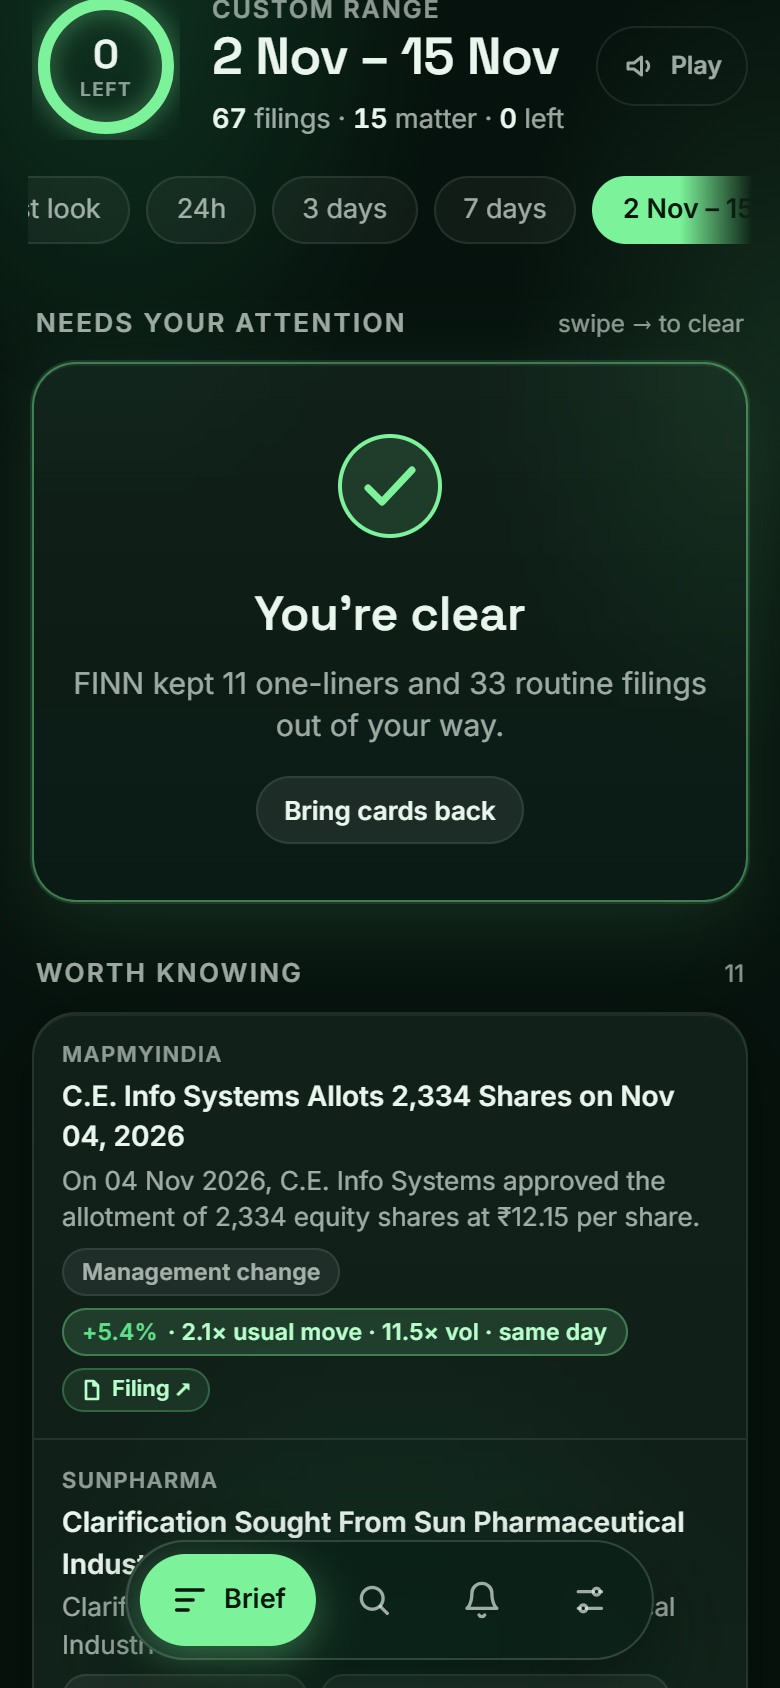 0
LEFT
CUSTOM RANGE
2 Nov – 15 Nov
67 filings · 15 matter · 0 left
Play
st look
24h
3 days
7 days
2 Nov – 15
NEEDS YOUR ATTENTION
swipe → to clear
You're clear
FINN kept 11 one-liners and 33 routine filings
out of your way.
Bring cards back
WORTH KNOWING
11
MAPMYINDIA
C.E. Info Systems Allots 2,334 Shares on Nov
04, 2026
On 04 Nov 2026, C.E. Info Systems approved the
allotment of 2,334 equity shares at ₹12.15 per share.
Management change
+5.4% · 2.1× usual move · 11.5× vol · same day
Filing ↗
SUNPHARMA
Clarification Sought From Sun Pharmaceutical
Brief